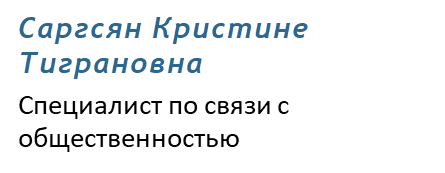 Саргсян Кристине
Тиграновна
Специалист по связи с
общественностью